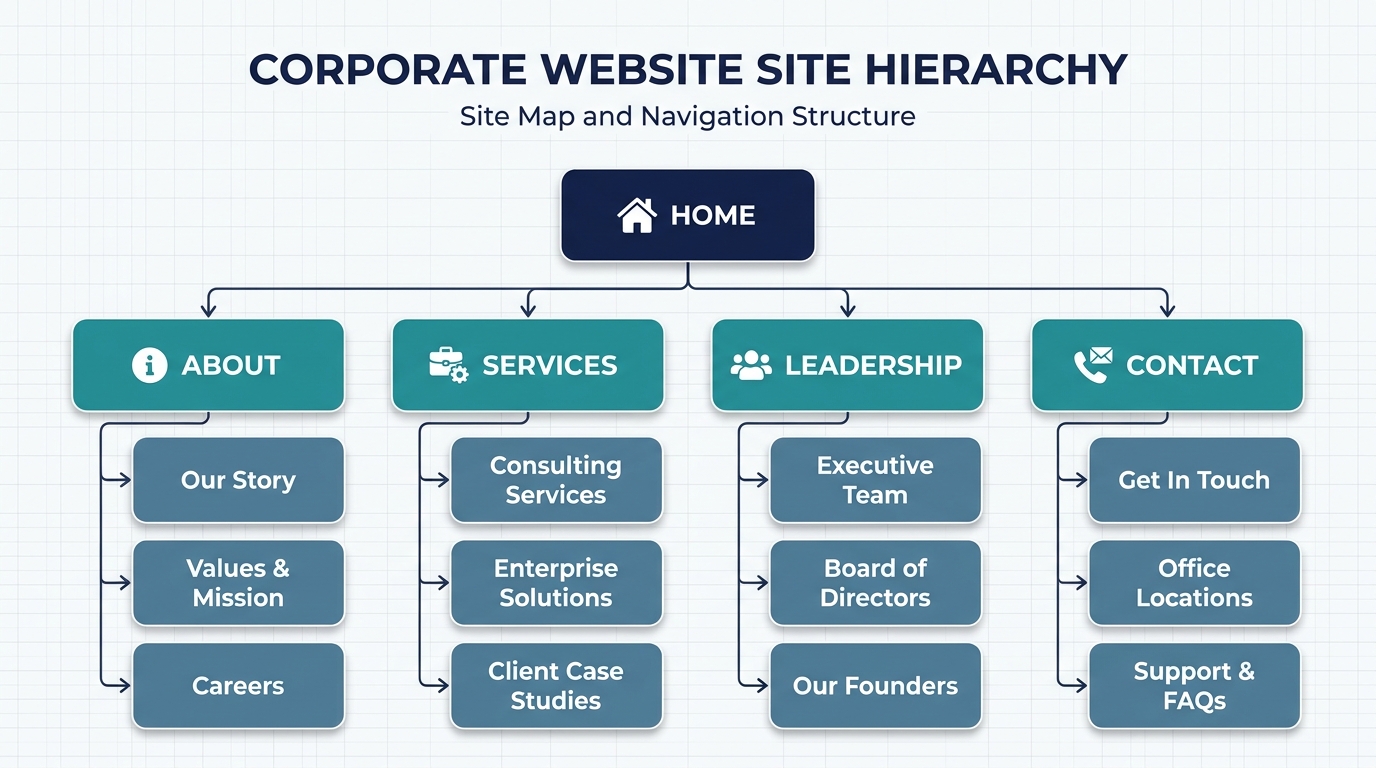 CORPORATE WEBSITE SITE HIERARCHY
Site Map and Navigation Structure
HOME
ABOUT
SERVICES
LEADERSHIP
CONTACT
Our Story
Values &
Mission
Careers
Consulting
Services
Enterprise
Solutions
Client Case
Studies
Executive
Team
Board of
Directors
Our Founders
Get In Touch
Office
Locations
Support &
FAQs